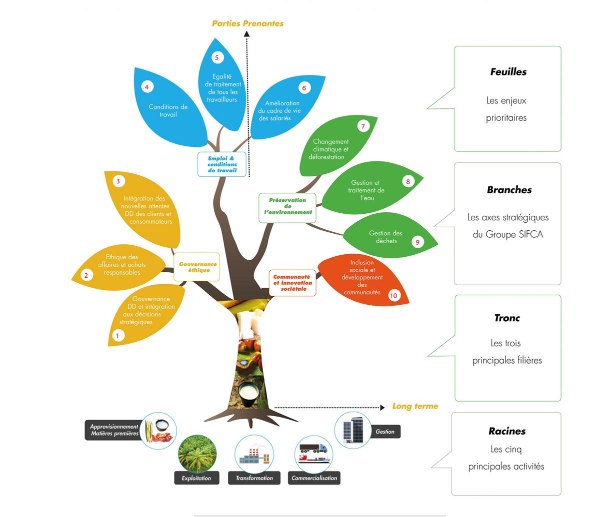 Parties Prenantes
5
Egalité
de traitement
de tous les
travailleurs
4
Conditions de
travail
6
Amélioration
du cadre de vie
des salariés
Emploi &
conditions
de travail
7
Changement
climatique et
déforestation
8
Gestion et
traitement de
l'eau
9
Gestion des
déchets
Préservation
de l'environnement
3
Intégration des
nouvelles attentes
DD des clients et
consommateurs
2
Ethique des
affaires et achats
responsables
Gouvernance
éthique
1
Gouvernance
DD et intégration
aux décisions
stratégiques
Communauté
et innovation
sociétale
Inclusion
sociale et
développement
des
communautés
10
Long terme
Approvisionnement
Matières premières
Exploitation
Transformation
Commercialisation
Gestion
Feuilles
Les enjeux
prioritaires
Branches
Les axes stratégiques
du Groupe SIFCA
Tronc
Les trois
principales filières
Racines
Les cinq
principales activités